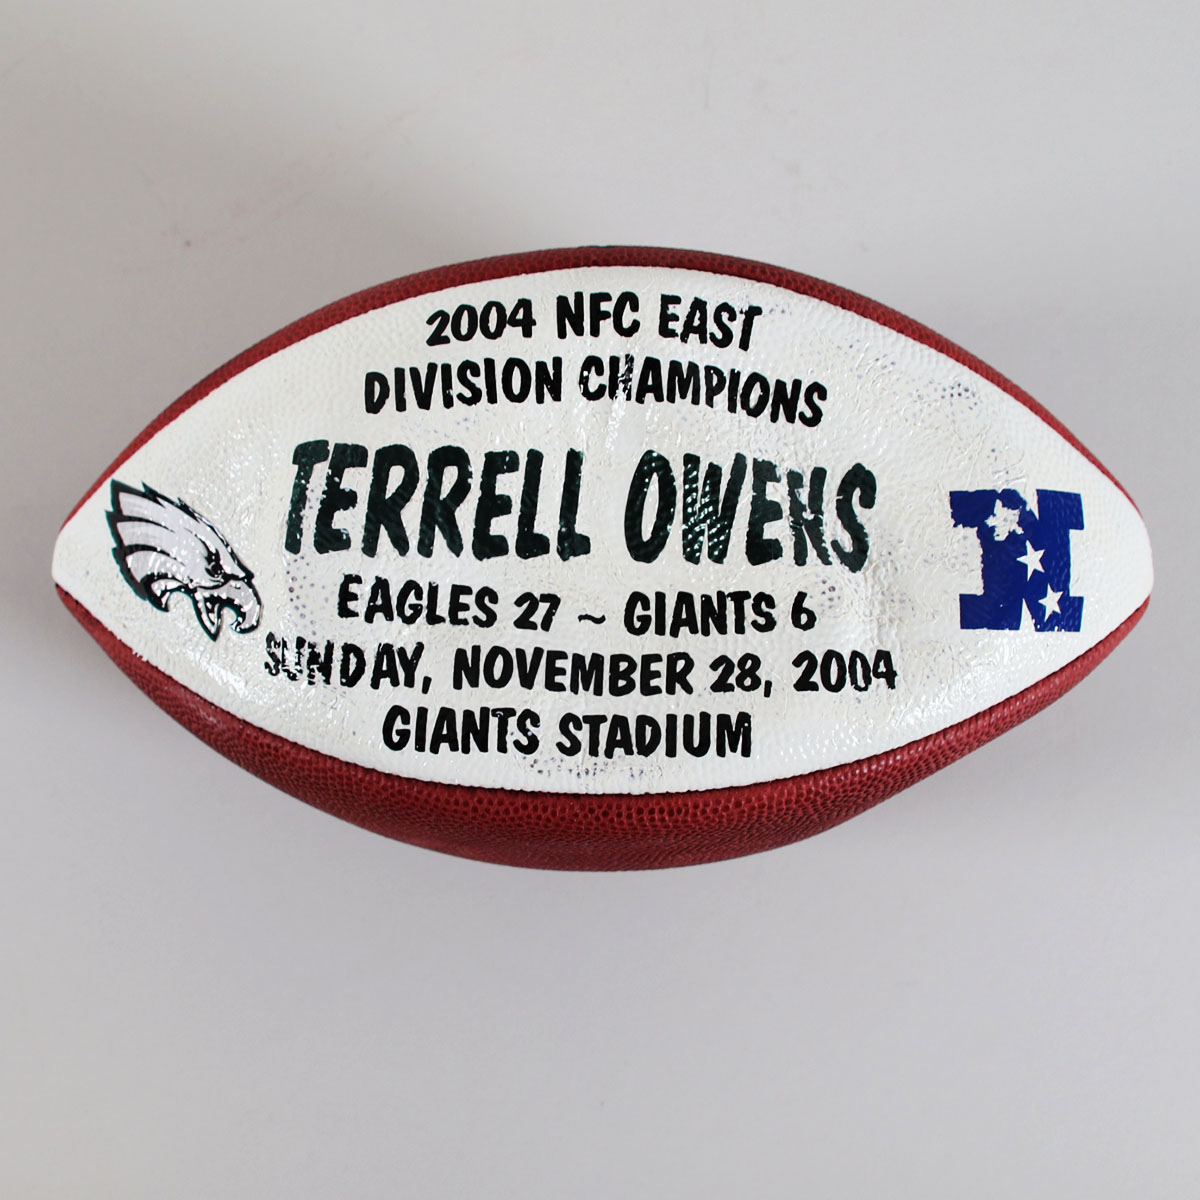 2004 NFC EAST
DIVISION CHAMPIONS
TERRELL OWENS
EAGLES 27 ~ GIANTS 6
SUNDAY, NOVEMBER 28, 2004
GIANTS STADIUM
N